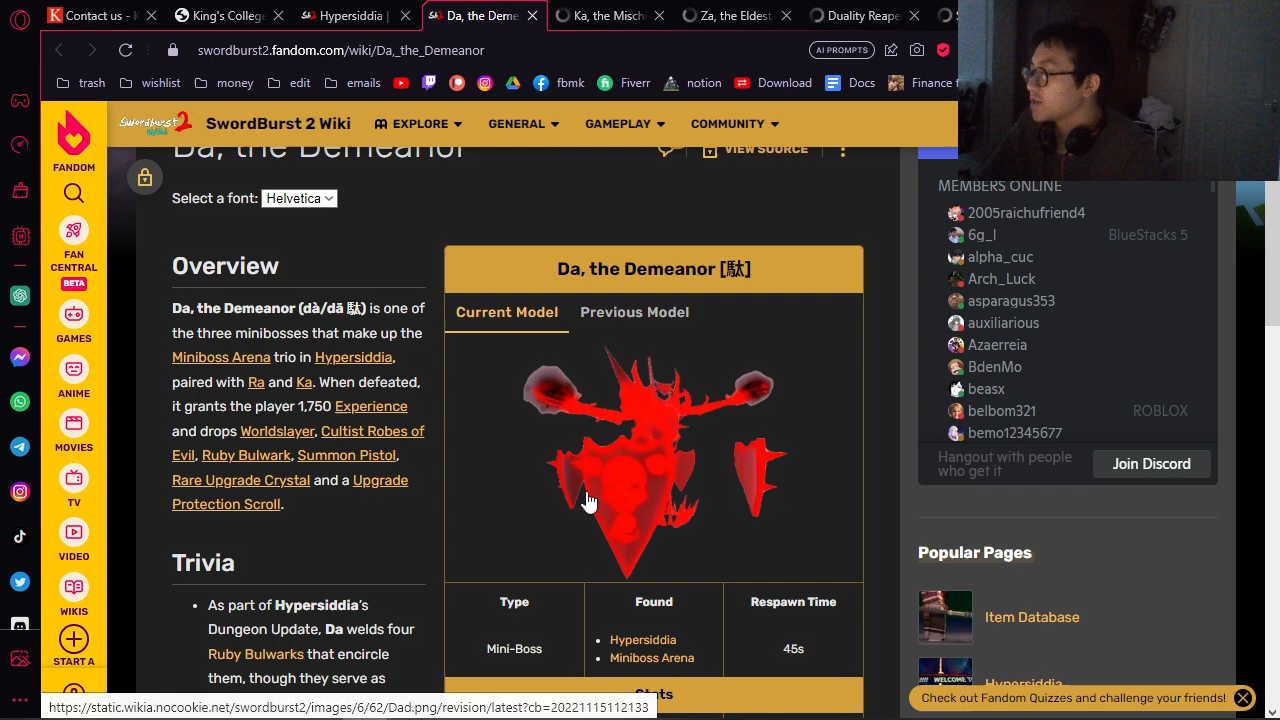 Contact us -
King's College
Hypersiddia |
Da, the Deme
Ka, the Mischi
Za, the Eldest
Duality Reape
swordburst2.fandom.com/wiki/Da,_the_Demeanor
AI PROMPTS
trash
wishlist
money
edit
emails
fbmk
Fiverr
notion
Download
Docs
Finance
FANDOM
FAN CENTRAL
BETA
GAMES
ANIME
MOVIES
TV
VIDEO
WIKIS
START A
SwordBurst 2 Wiki
EXPLORE
GENERAL
GAMEPLAY
COMMUNITY
Da, the Demeanor
VIEW SOURCE
Select a font: Helvetica
Overview
Da, the Demeanor (dà/dā 馱) is one of
the three minibosses that make up the
Miniboss Arena trio in Hypersiddia,
paired with Ra and Ka. When defeated,
it grants the player 1,750 Experience
and drops Worldslayer, Cultist Robes of
Evil, Ruby Bulwark, Summon Pistol,
Rare Upgrade Crystal and a Upgrade
Protection Scroll.
Trivia
• As part of Hypersiddia's
Dungeon Update, Da welds four
Ruby Bulwarks that encircle
them, though they serve as
Da, the Demeanor [馱]
Current Model
Previous Model
Type
Found
Respawn Time
Mini-Boss
• Hypersiddia
• Miniboss Arena
45s
Stats
MEMBERS ONLINE
2005raichufriend4
6g_l BlueStacks 5
alpha_cuc
Arch_Luck
asparagus353
auxiliarious
Azaerreia
BdenMo
beasx
belbom321 ROBLOX
bemo12345677
Hangout with people
who get it
Join Discord
Popular Pages
Item Database
Hypersiddia
Check out Fandom Quizzes and challenge your friends!
https://static.wikia.nocookie.net/swordburst2/images/6/62/Dad.png/revision/latest?cb=20221115112133